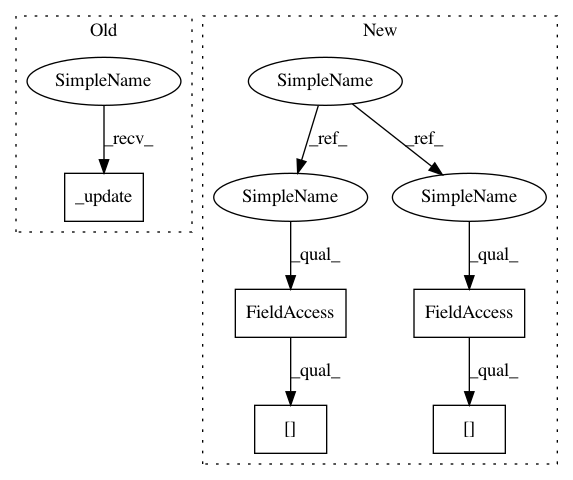 Old
New
SimpleName
SimpleName
_recv_
_ref_
_ref_
_update
SimpleName
SimpleName
_qual_
_qual_
FieldAccess
FieldAccess
_qual_
_qual_
[]
[]